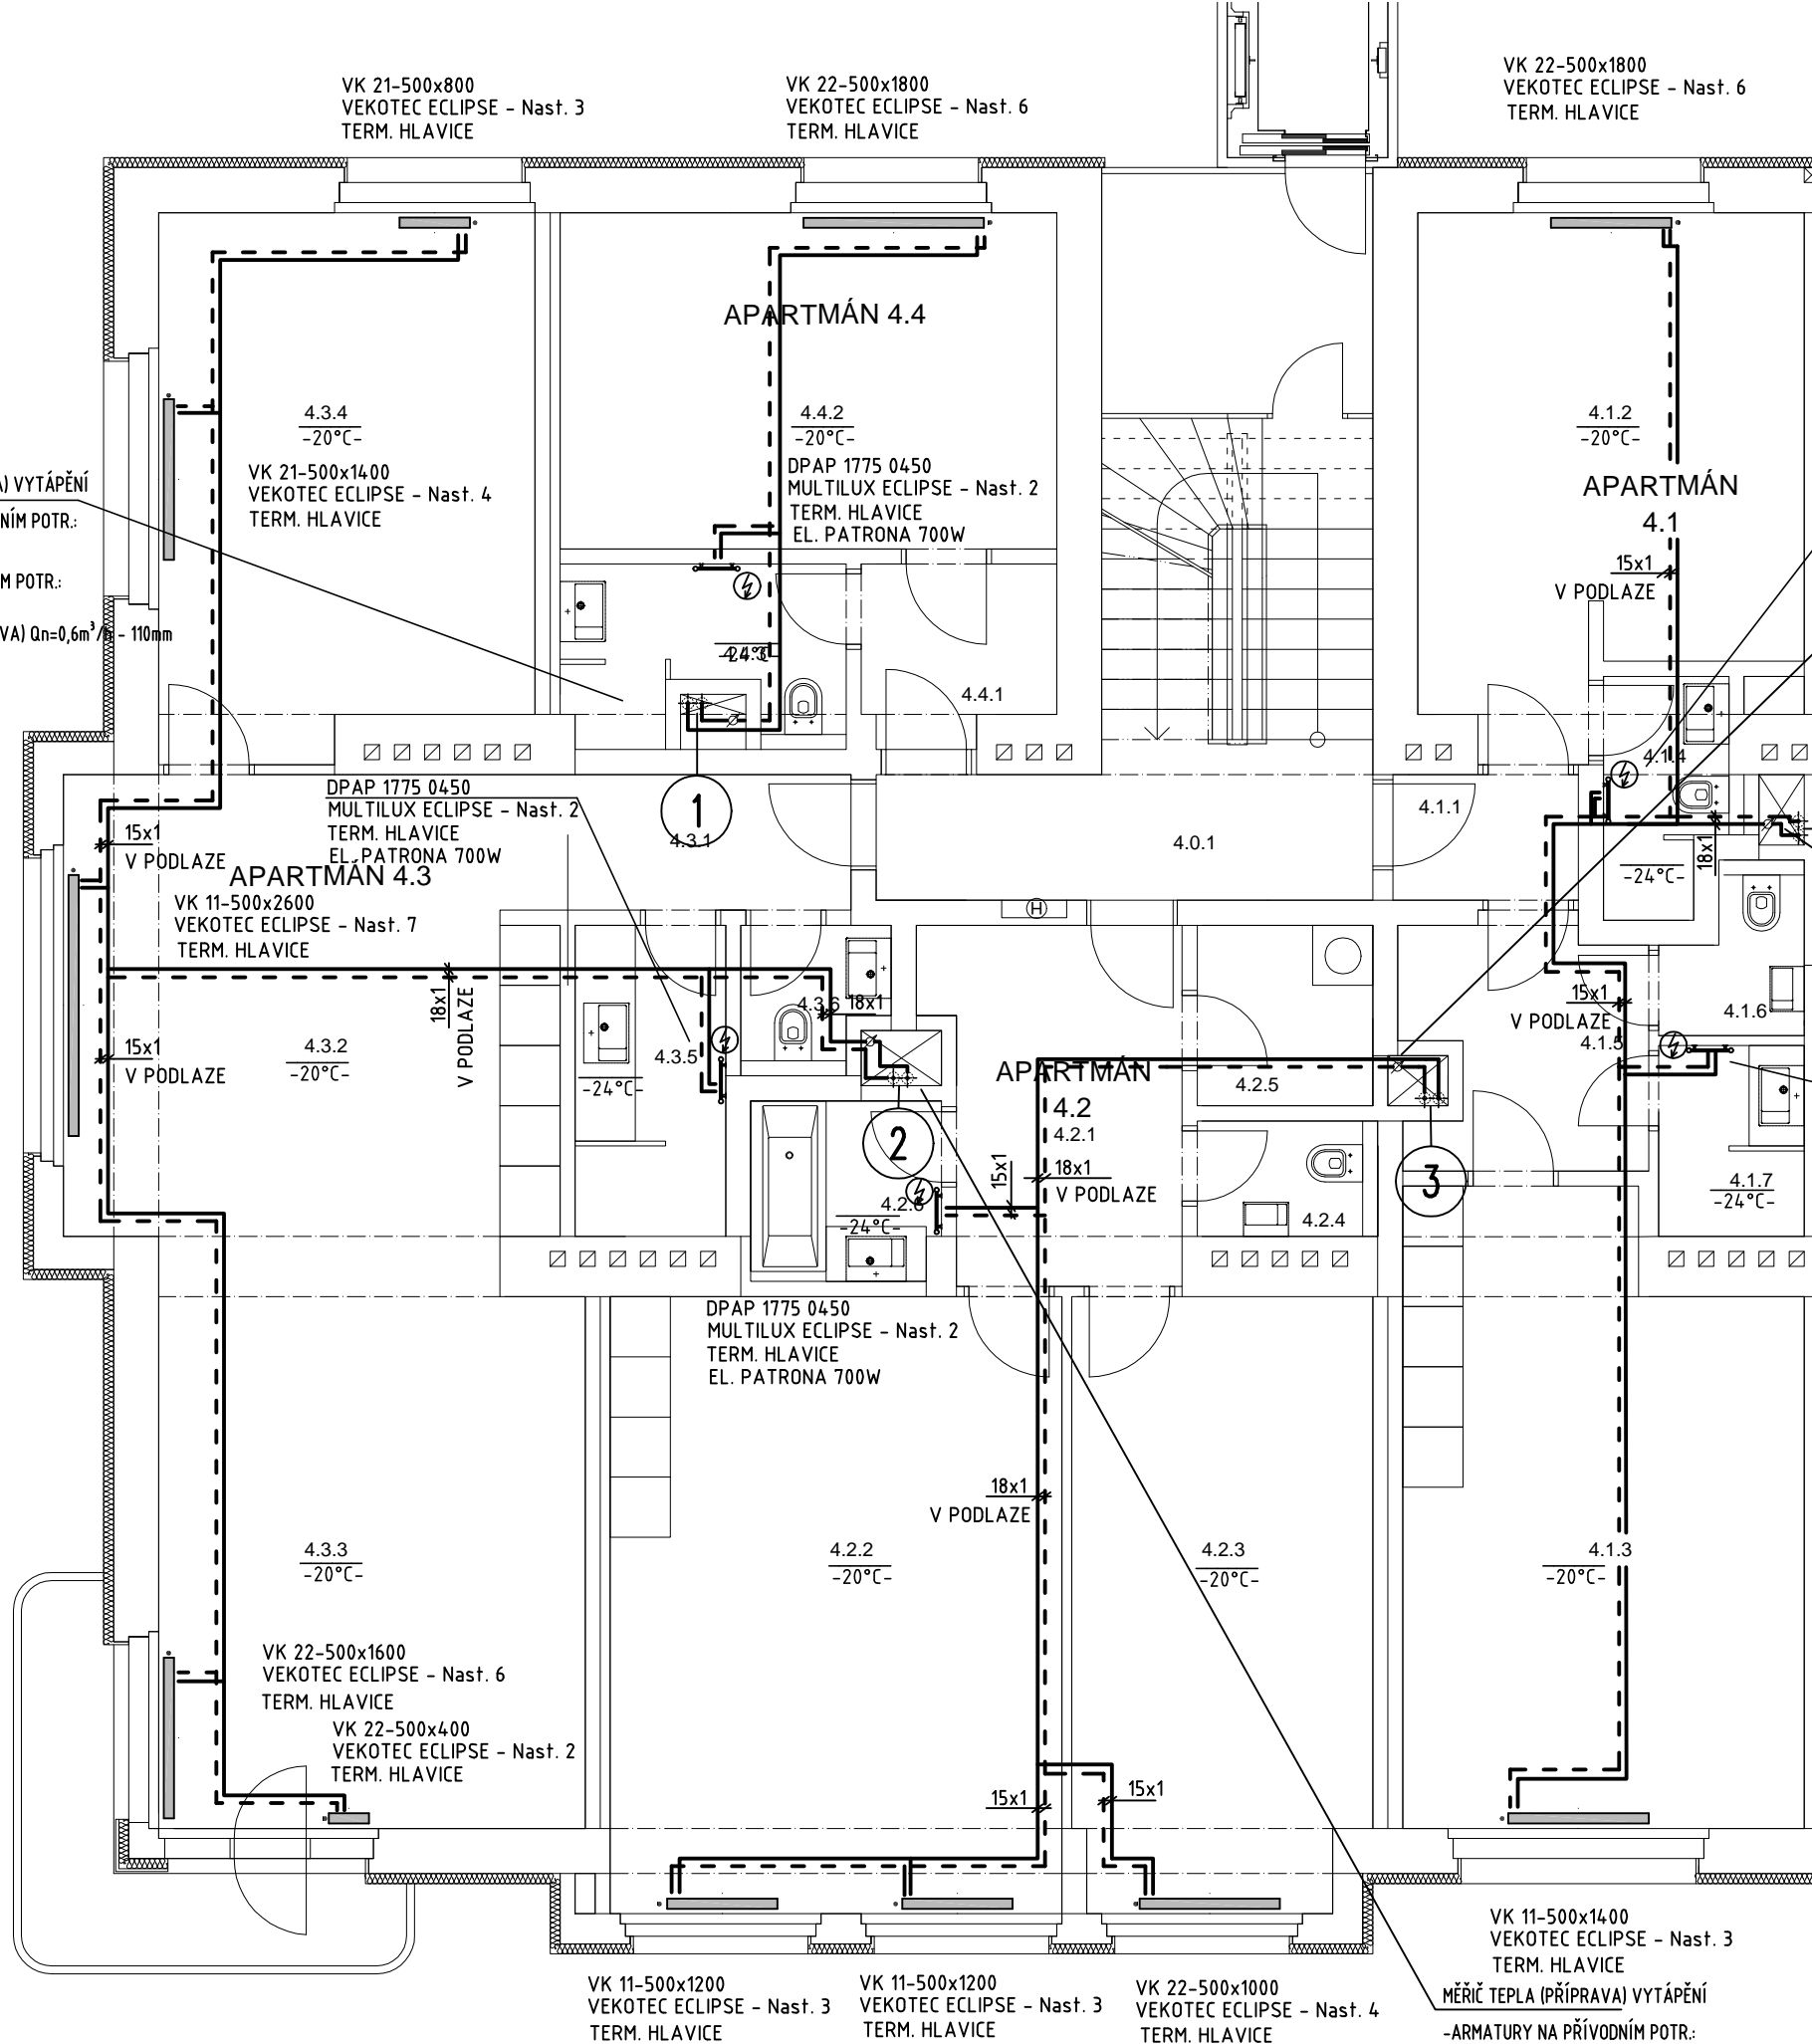 VK 21-500x800
VEKOTEC ECLIPSE - Nast. 3
TERM. HLAVICE
VK 22-500x1800
VEKOTEC ECLIPSE - Nast. 6
TERM. HLAVICE
VK 22-500x1800
VEKOTEC ECLIPSE - Nast. 6
TERM. HLAVICE
APARTMÁN 4.4
4.3.4
-20°C-
VK 21-500x1400
VEKOTEC ECLIPSE - Nast. 4
TERM. HLAVICE
4.4.2
-20°C-
DPAP 1775 0450
MULTILUX ECLIPSE - Nast. 2
TERM. HLAVICE
EL. PATRONA 700W
4.1.2
-20°C-
APARTMÁN
4.1
15x1
V PODLAZE
) VYTÁPĚNÍ
NÍM POTR.:
M POTR.:
VA) Qn=0,6m³/h - 110mm
4.4.3
-24°C-
4.4.1
4.1.4
DPAP 1775 0450
MULTILUX ECLIPSE - Nast. 2
TERM. HLAVICE
EL. PATRONA 700W
1
4.3.1
4.0.1
4.1.1
15x1
V PODLAZE
APARTMÁN 4.3
VK 11-500x2600
VEKOTEC ECLIPSE - Nast. 7
TERM. HLAVICE
18x1
-24°C-
H
18x1
V PODLAZE
4.3.6
18x1
15x1
V PODLAZE
4.1.6
4.1.5
15x1
V PODLAZE
4.3.2
-20°C-
4.3.5
-24°C-
APARTMÁN
4.2
4.2.1
4.2.5
2
3
15x1
18x1
V PODLAZE
4.2.6
-24°C-
4.2.4
4.1.7
-24°C-
DPAP 1775 0450
MULTILUX ECLIPSE - Nast. 2
TERM. HLAVICE
EL. PATRONA 700W
18x1
V PODLAZE
4.3.3
-20°C-
4.2.2
-20°C-
4.2.3
-20°C-
4.1.3
-20°C-
VK 22-500x1600
VEKOTEC ECLIPSE - Nast. 6
TERM. HLAVICE
VK 22-500x400
VEKOTEC ECLIPSE - Nast. 2
TERM. HLAVICE
15x1
15x1
VK 11-500x1400
VEKOTEC ECLIPSE - Nast. 3
TERM. HLAVICE
VK 11-500x1200
VEKOTEC ECLIPSE - Nast. 3
TERM. HLAVICE
VK 11-500x1200
VEKOTEC ECLIPSE - Nast. 3
TERM. HLAVICE
VK 22-500x1000
VEKOTEC ECLIPSE - Nast. 4
TERM. HLAVICE
MĚŘIČ TEPLA (PŘÍPRAVA) VYTÁPĚNÍ
-ARMATURY NA PŘÍVODNÍM POTR.: